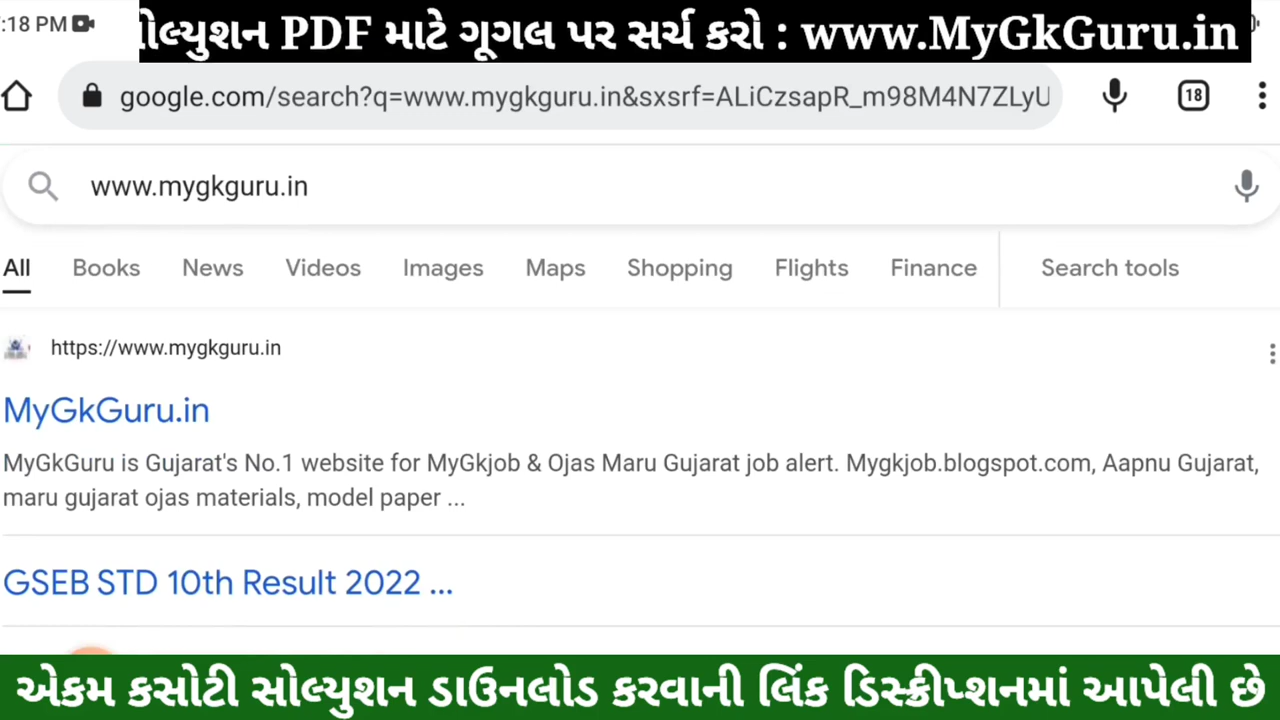 :18 PM
સોલ્યુશન PDF માટે ગૂગલ પર સર્ચ કરો : www.MyGkGuru.in
google.com/search?q=www.mygkguru.in&sxsrf=ALiCzsapR_m98M4N7ZLyU
18
www.mygkguru.in
All Books News Videos Images Maps Shopping Flights Finance Search tools
https://www.mygkguru.in
MyGkGuru.in
MyGkGuru is Gujarat's No.1 website for MyGkjob & Ojas Maru Gujarat job alert. Mygkjob.blogspot.com, Aapnu Gujarat,
maru gujarat ojas materials, model paper ...
GSEB STD 10th Result 2022 ...
એકમ કસોટી સોલ્યુશન ડાઉનલોડ કરવાની લિંક ડિસ્ક્રીપ્શનમાં આપેલી છે